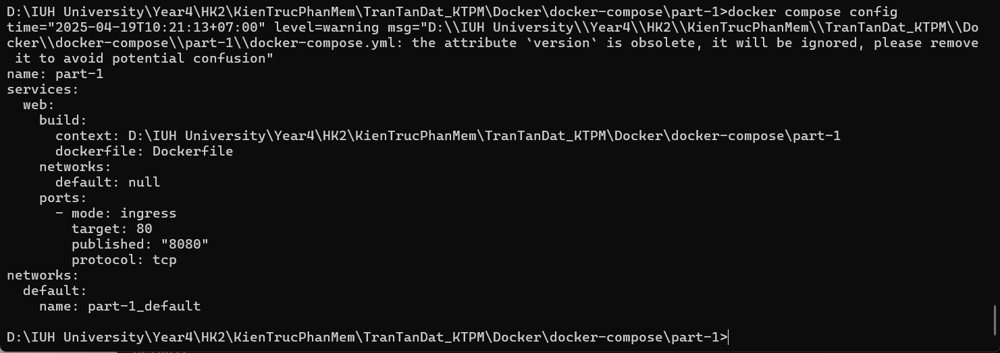 D:\IUH University\Year4\HK2\KienTrucPhanMem\TranTanDat_KTPM\Docker\docker-compose\part-1>docker compose config
time="2025-04-19T10:21:13+07:00" level=warning msg="D:\\IUH University\\Year4\\HK2\\KienTrucPhanMem\\TranTanDat_KTPM\\Do
cker\\docker-compose\\part-1\\docker-compose.yml: the attribute `version` is obsolete, it will be ignored, please remove
 it to avoid potential confusion"
name: part-1
services:
  web:
    build:
      context: D:\IUH University\Year4\HK2\KienTrucPhanMem\TranTanDat_KTPM\Docker\docker-compose\part-1
      dockerfile: Dockerfile
    networks:
      default: null
    ports:
      - mode: ingress
        target: 80
        published: "8080"
        protocol: tcp
networks:
  default:
    name: part-1_default
D:\IUH University\Year4\HK2\KienTrucPhanMem\TranTanDat_KTPM\Docker\docker-compose\part-1>